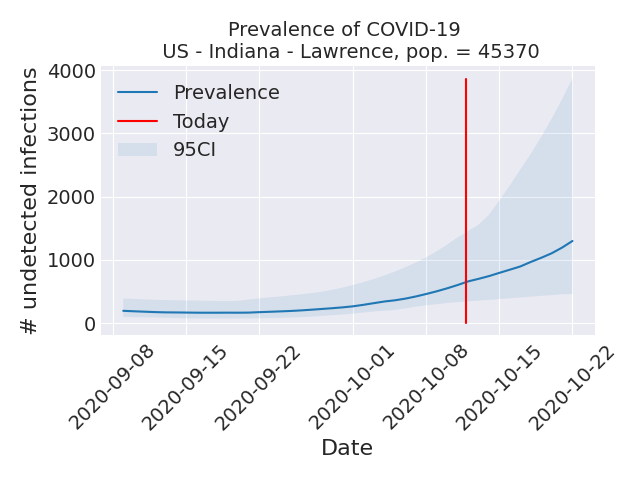 Prevalence of COVID-19
US - Indiana - Lawrence, pop. = 45370
4000
3000
2000
1000
0
# undetected infections
Prevalence
Today
95CI
2020-09-08
2020-09-15
2020-09-22
2020-10-01
2020-10-08
2020-10-15
2020-10-22
Date